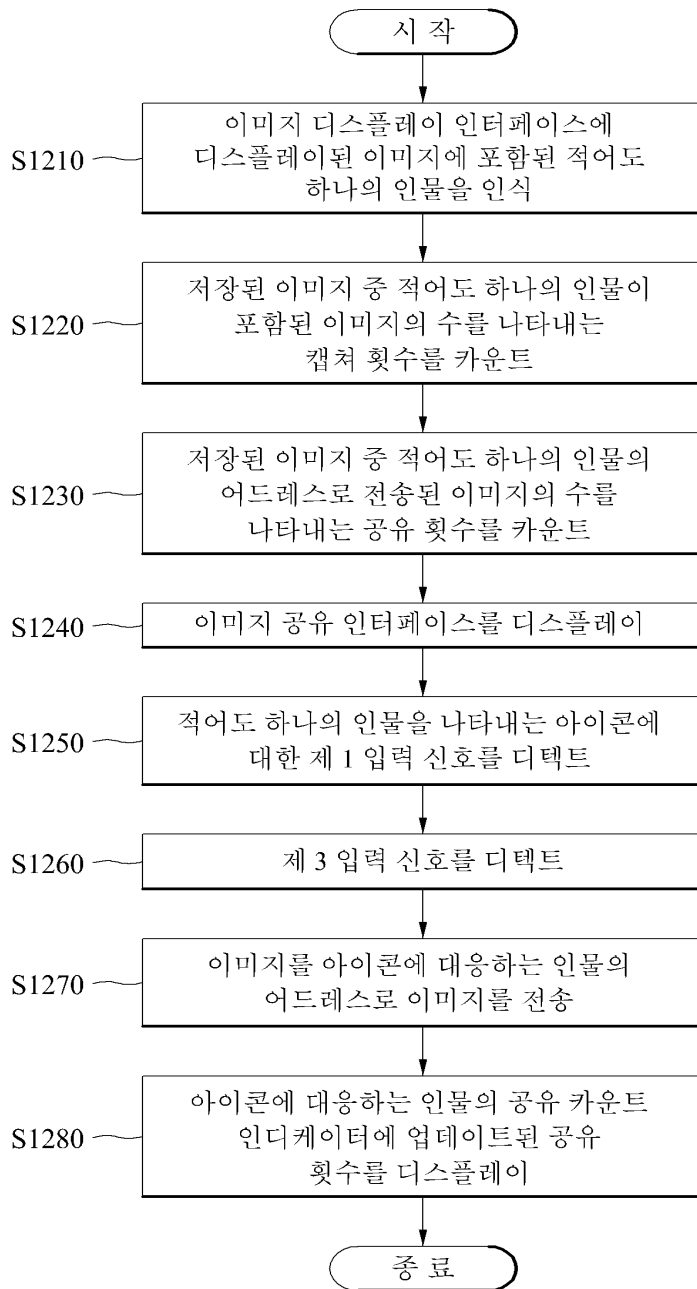 시 작
S1210
이미지 디스플레이 인터페이스에
디스플레이된 이미지에 포함된 적어도
하나의 인물을 인식
S1220
저장된 이미지 중 적어도 하나의 인물이
포함된 이미지의 수를 나타내는
캡쳐 횟수를 카운트
S1230
저장된 이미지 중 적어도 하나의 인물의
어드레스로 전송된 이미지의 수를
나타내는 공유 횟수를 카운트
S1240
이미지 공유 인터페이스를 디스플레이
S1250
적어도 하나의 인물을 나타내는 아이콘에
대한 제 1 입력 신호를 디텍트
S1260
제 3 입력 신호를 디텍트
S1270
이미지를 아이콘에 대응하는 인물의
어드레스로 이미지를 전송
S1280
아이콘에 대응하는 인물의 공유 카운트
인디케이터에 업데이트된 공유
횟수를 디스플레이
종 료